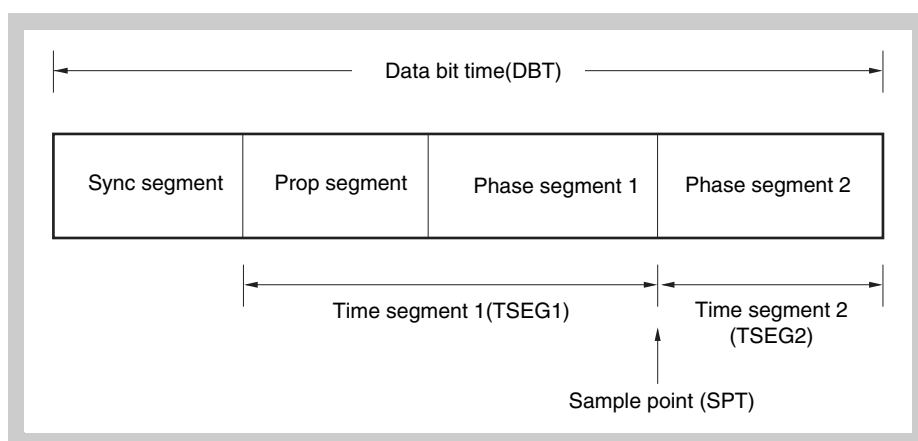 Data bit time(DBT)
Sync segment
Prop segment
Phase segment 1
Phase segment 2
Time segment 1(TSEG1)
Time segment 2
(TSEG2)
Sample point (SPT)